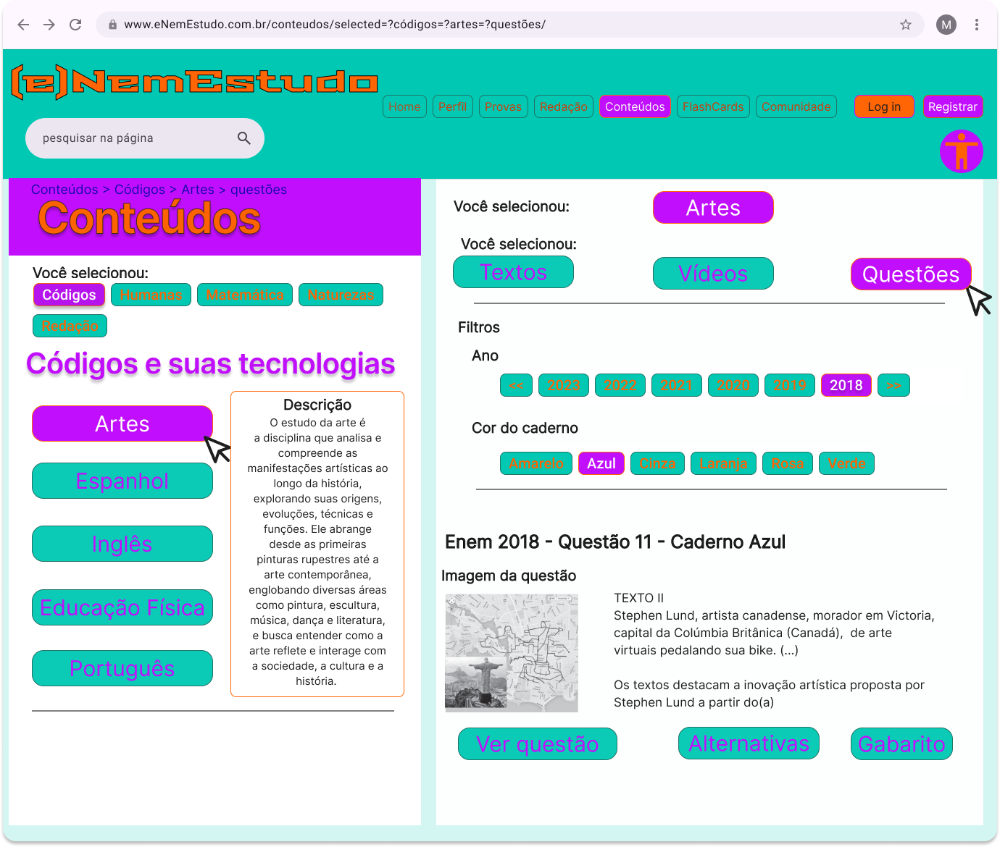 www.eNemEstudo.com.br/conteudos/selected=?códigos=?artes=?questões/
M
(e)NemEstudo
Home Perfil Provas Redação Conteúdos FlashCards Comunidade Log in Registrar
pesquisar na página
Conteúdos > Códigos > Artes > questões
Conteúdos
Você selecionou:
Códigos Humanas Matemática Naturezas
Redação
Códigos e suas tecnologias
Artes
Espanhol
Inglês
Educação Física
Português
Descrição
O estudo da arte é
a disciplina que analisa e
compreende as
manifestações artísticas ao
longo da história,
explorando suas origens,
evoluções, técnicas e
funções. Ele abrange
desde as primeiras
pinturas rupestres até a
arte contemporânea,
englobando diversas áreas
como pintura, escultura,
música, dança e literatura,
e busca entender como a
arte reflete e interage com
a sociedade, a cultura e a
história.
Você selecionou: Artes
Você selecionou:
Textos Vídeos Questões
Filtros
Ano
<< 2023 2022 2021 2020 2019 2018 >>
Cor do caderno
Amarelo Azul Cinza Laranja Rosa Verde
Enem 2018 - Questão 11 - Caderno Azul
Imagem da questão
TEXTO II
Stephen Lund, artista canadense, morador em Victoria,
capital da Colúmbia Britânica (Canadá),  de arte
virtuais pedalando sua bike. (...)
Os textos destacam a inovação artística proposta por
Stephen Lund a partir do(a)
Ver questão Alternativas Gabarito